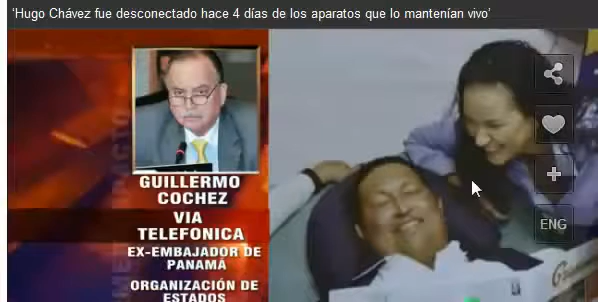 'Hugo Chávez fue desconectado hace 4 días de los aparatos que lo mantenían vivo'
GUILLERMO
COCHEZ
VIA
TELEFONICA
EX-EMBAJADOR DE
PANAMÁ
ORGANIZACIÓN DE
ESTADOS
ENG